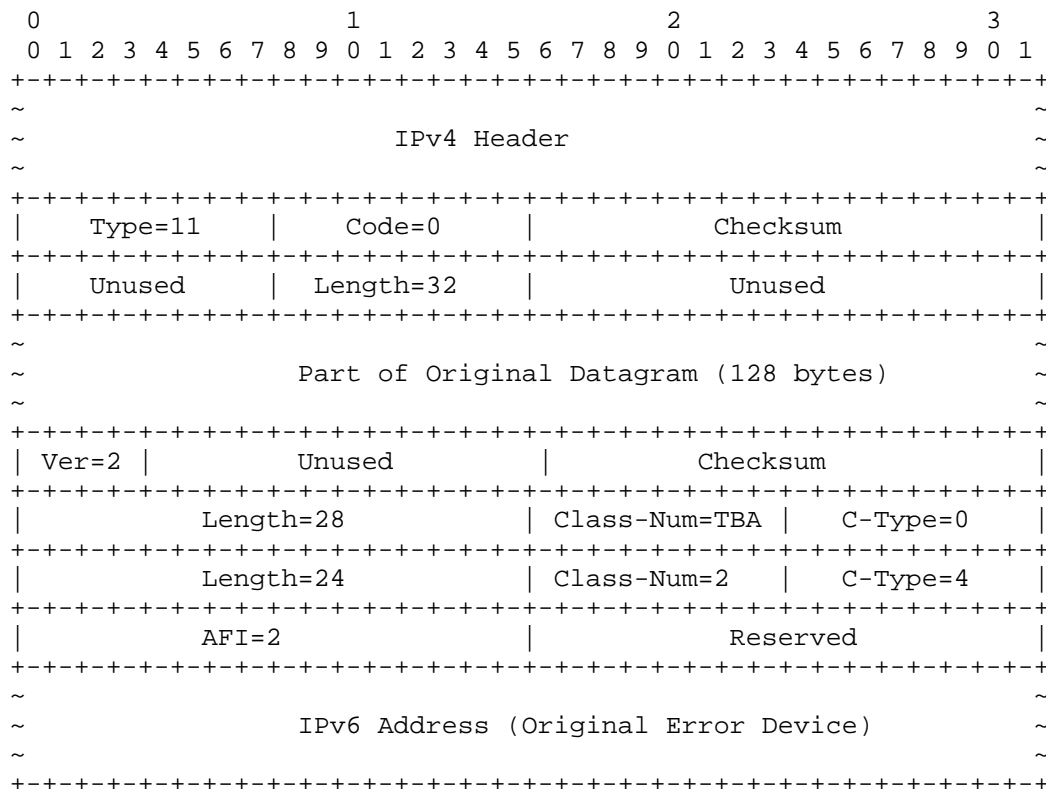 0                   1                   2                   3
 0 1 2 3 4 5 6 7 8 9 0 1 2 3 4 5 6 7 8 9 0 1 2 3 4 5 6 7 8 9 0 1
+-+-+-+-+-+-+-+-+-+-+-+-+-+-+-+-+-+-+-+-+-+-+-+-+-+-+-+-+-+-+-+-+
~                                                               ~
~                       IPv4 Header                             ~
~                                                               ~
+-+-+-+-+-+-+-+-+-+-+-+-+-+-+-+-+-+-+-+-+-+-+-+-+-+-+-+-+-+-+-+-+
|    Type=11    |    Code=0     |           Checksum            |
+-+-+-+-+-+-+-+-+-+-+-+-+-+-+-+-+-+-+-+-+-+-+-+-+-+-+-+-+-+-+-+-+
|    Unused     |  Length=32    |            Unused             |
+-+-+-+-+-+-+-+-+-+-+-+-+-+-+-+-+-+-+-+-+-+-+-+-+-+-+-+-+-+-+-+-+
~                                                               ~
~                 Part of Original Datagram (128 bytes)         ~
~                                                               ~
+-+-+-+-+-+-+-+-+-+-+-+-+-+-+-+-+-+-+-+-+-+-+-+-+-+-+-+-+-+-+-+-+
| Ver=2 |         Unused         |         Checksum             |
+-+-+-+-+-+-+-+-+-+-+-+-+-+-+-+-+-+-+-+-+-+-+-+-+-+-+-+-+-+-+-+-+
|           Length=28           | Class-Num=TBA |   C-Type=0    |
+-+-+-+-+-+-+-+-+-+-+-+-+-+-+-+-+-+-+-+-+-+-+-+-+-+-+-+-+-+-+-+-+
|           Length=24           | Class-Num=2   |   C-Type=4    |
+-+-+-+-+-+-+-+-+-+-+-+-+-+-+-+-+-+-+-+-+-+-+-+-+-+-+-+-+-+-+-+-+
|           AFI=2               |            Reserved           |
+-+-+-+-+-+-+-+-+-+-+-+-+-+-+-+-+-+-+-+-+-+-+-+-+-+-+-+-+-+-+-+-+
~                                                               ~
~                 IPv6 Address (Original Error Device)          ~
~                                                               ~
+-+-+-+-+-+-+-+-+-+-+-+-+-+-+-+-+-+-+-+-+-+-+-+-+-+-+-+-+-+-+-+-+